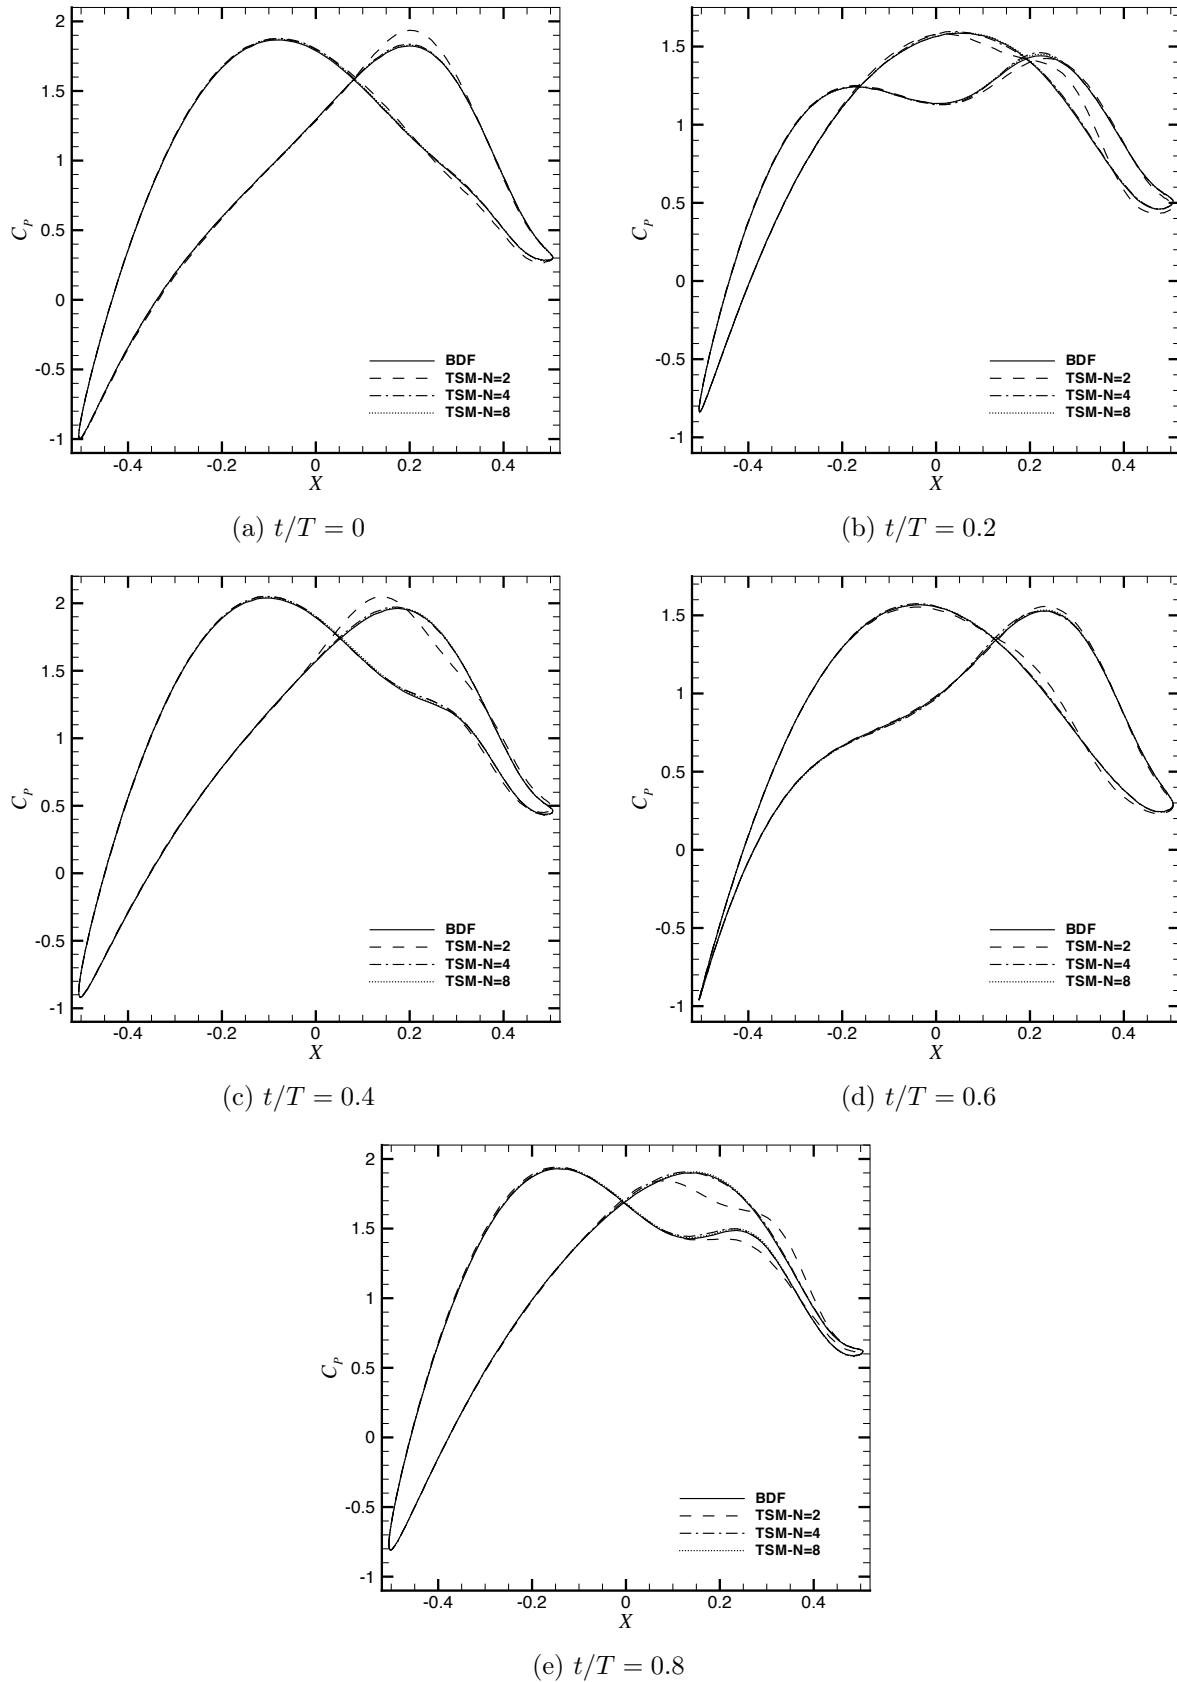 2
1.5
1
0.5
0
-0.5
-1
C_P
-0.4 -0.2 0 0.2 0.4
X
BDF
TSM-N=2
TSM-N=4
TSM-N=8
(a) t/T = 0
1.5
1
0.5
0
-0.5
-1
C_P
-0.4 -0.2 0 0.2 0.4
X
BDF
TSM-N=2
TSM-N=4
TSM-N=8
(b) t/T = 0.2
2
1.5
1
0.5
0
-0.5
-1
C_P
-0.4 -0.2 0 0.2 0.4
X
BDF
TSM-N=2
TSM-N=4
TSM-N=8
(c) t/T = 0.4
1.5
1
0.5
0
-0.5
-1
C_P
-0.4 -0.2 0 0.2 0.4
X
BDF
TSM-N=2
TSM-N=4
TSM-N=8
(d) t/T = 0.6
2
1.5
1
0.5
0
-0.5
-1
C_P
-0.4 -0.2 0 0.2 0.4
X
BDF
TSM-N=2
TSM-N=4
TSM-N=8
(e) t/T = 0.8